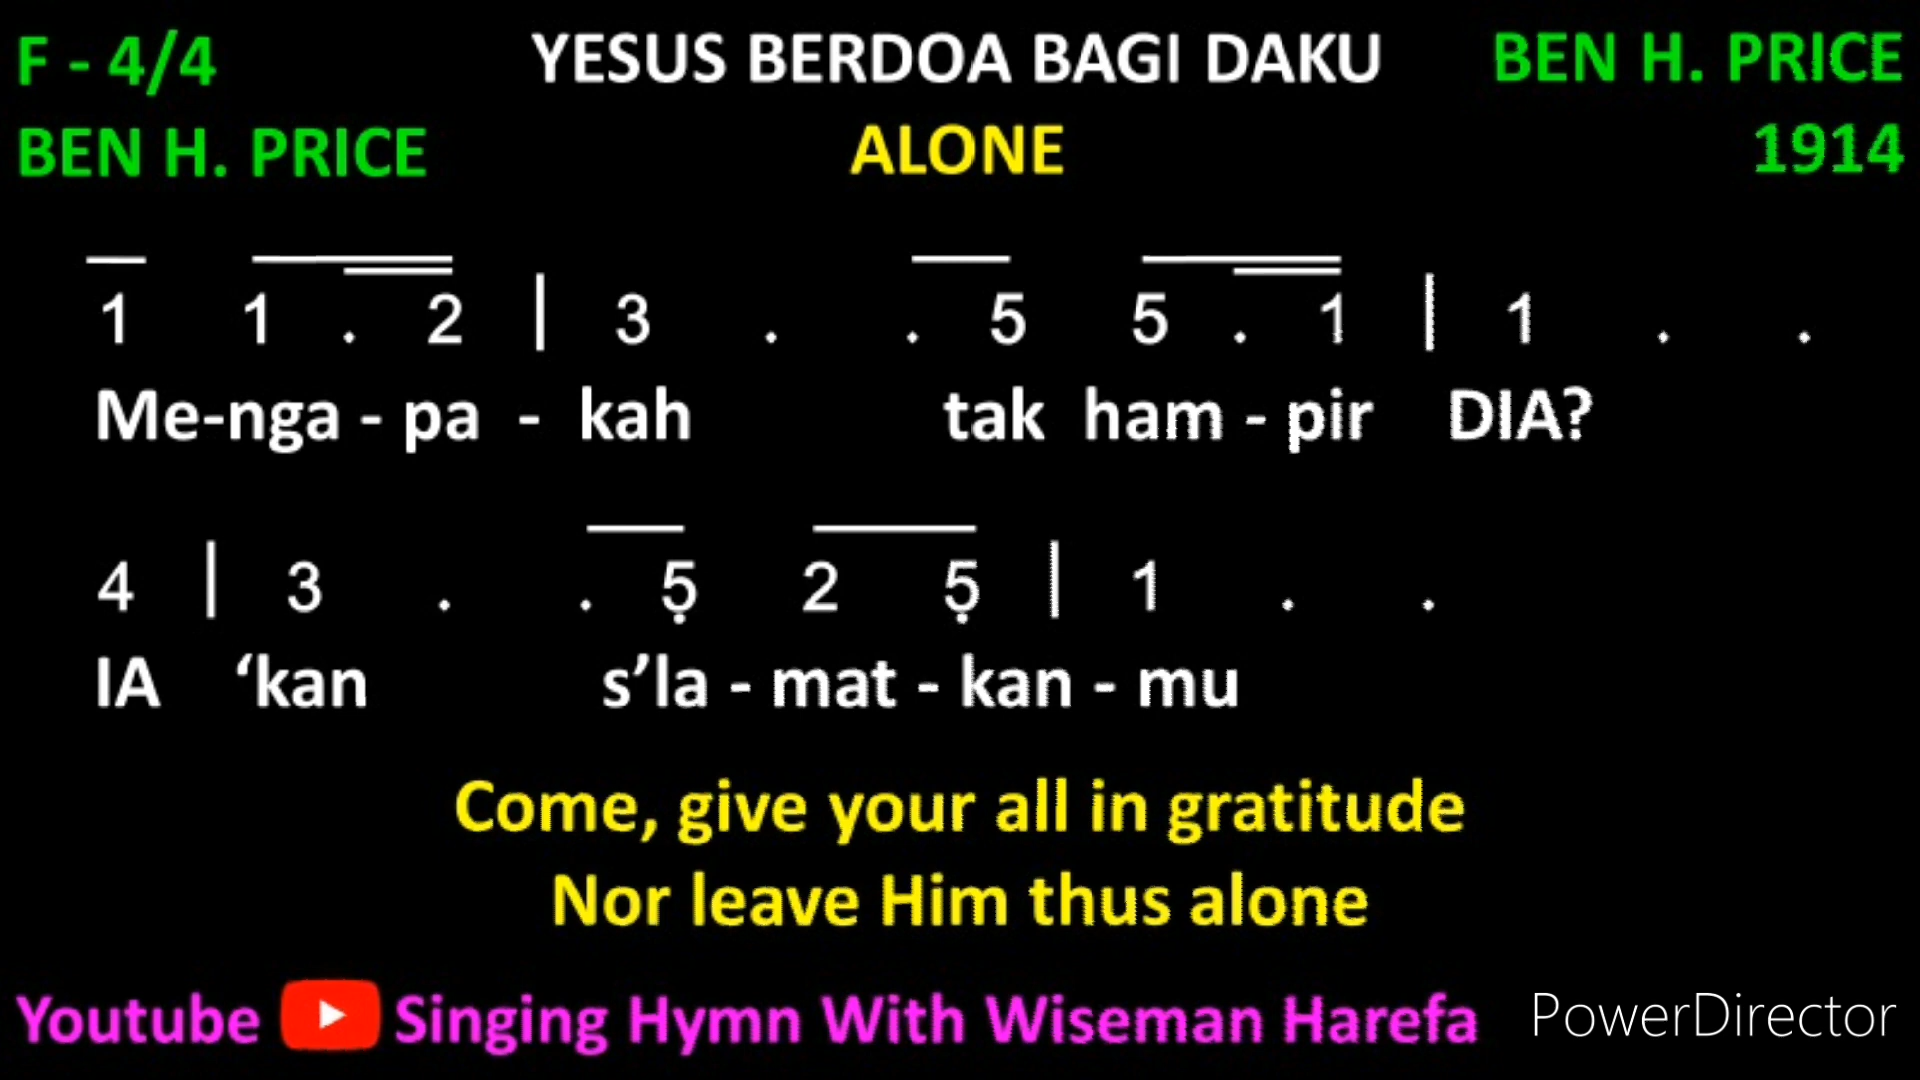 F - 4/4 YESUS BERDOA BAGI DAKU BEN H. PRICE
BEN H. PRICE ALONE 1914
1 1 . 2 | 3 . . 5 5 . 1 | 1 . .
Me-nga - pa - kah tak ham - pir DIA?
4 | 3 . . 5̣ 2 5̣ | 1 . .
IA ‘kan s’la - mat - kan - mu
Come, give your all in gratitude
Nor leave Him thus alone
Youtube Singing Hymn With Wiseman Harefa PowerDirector